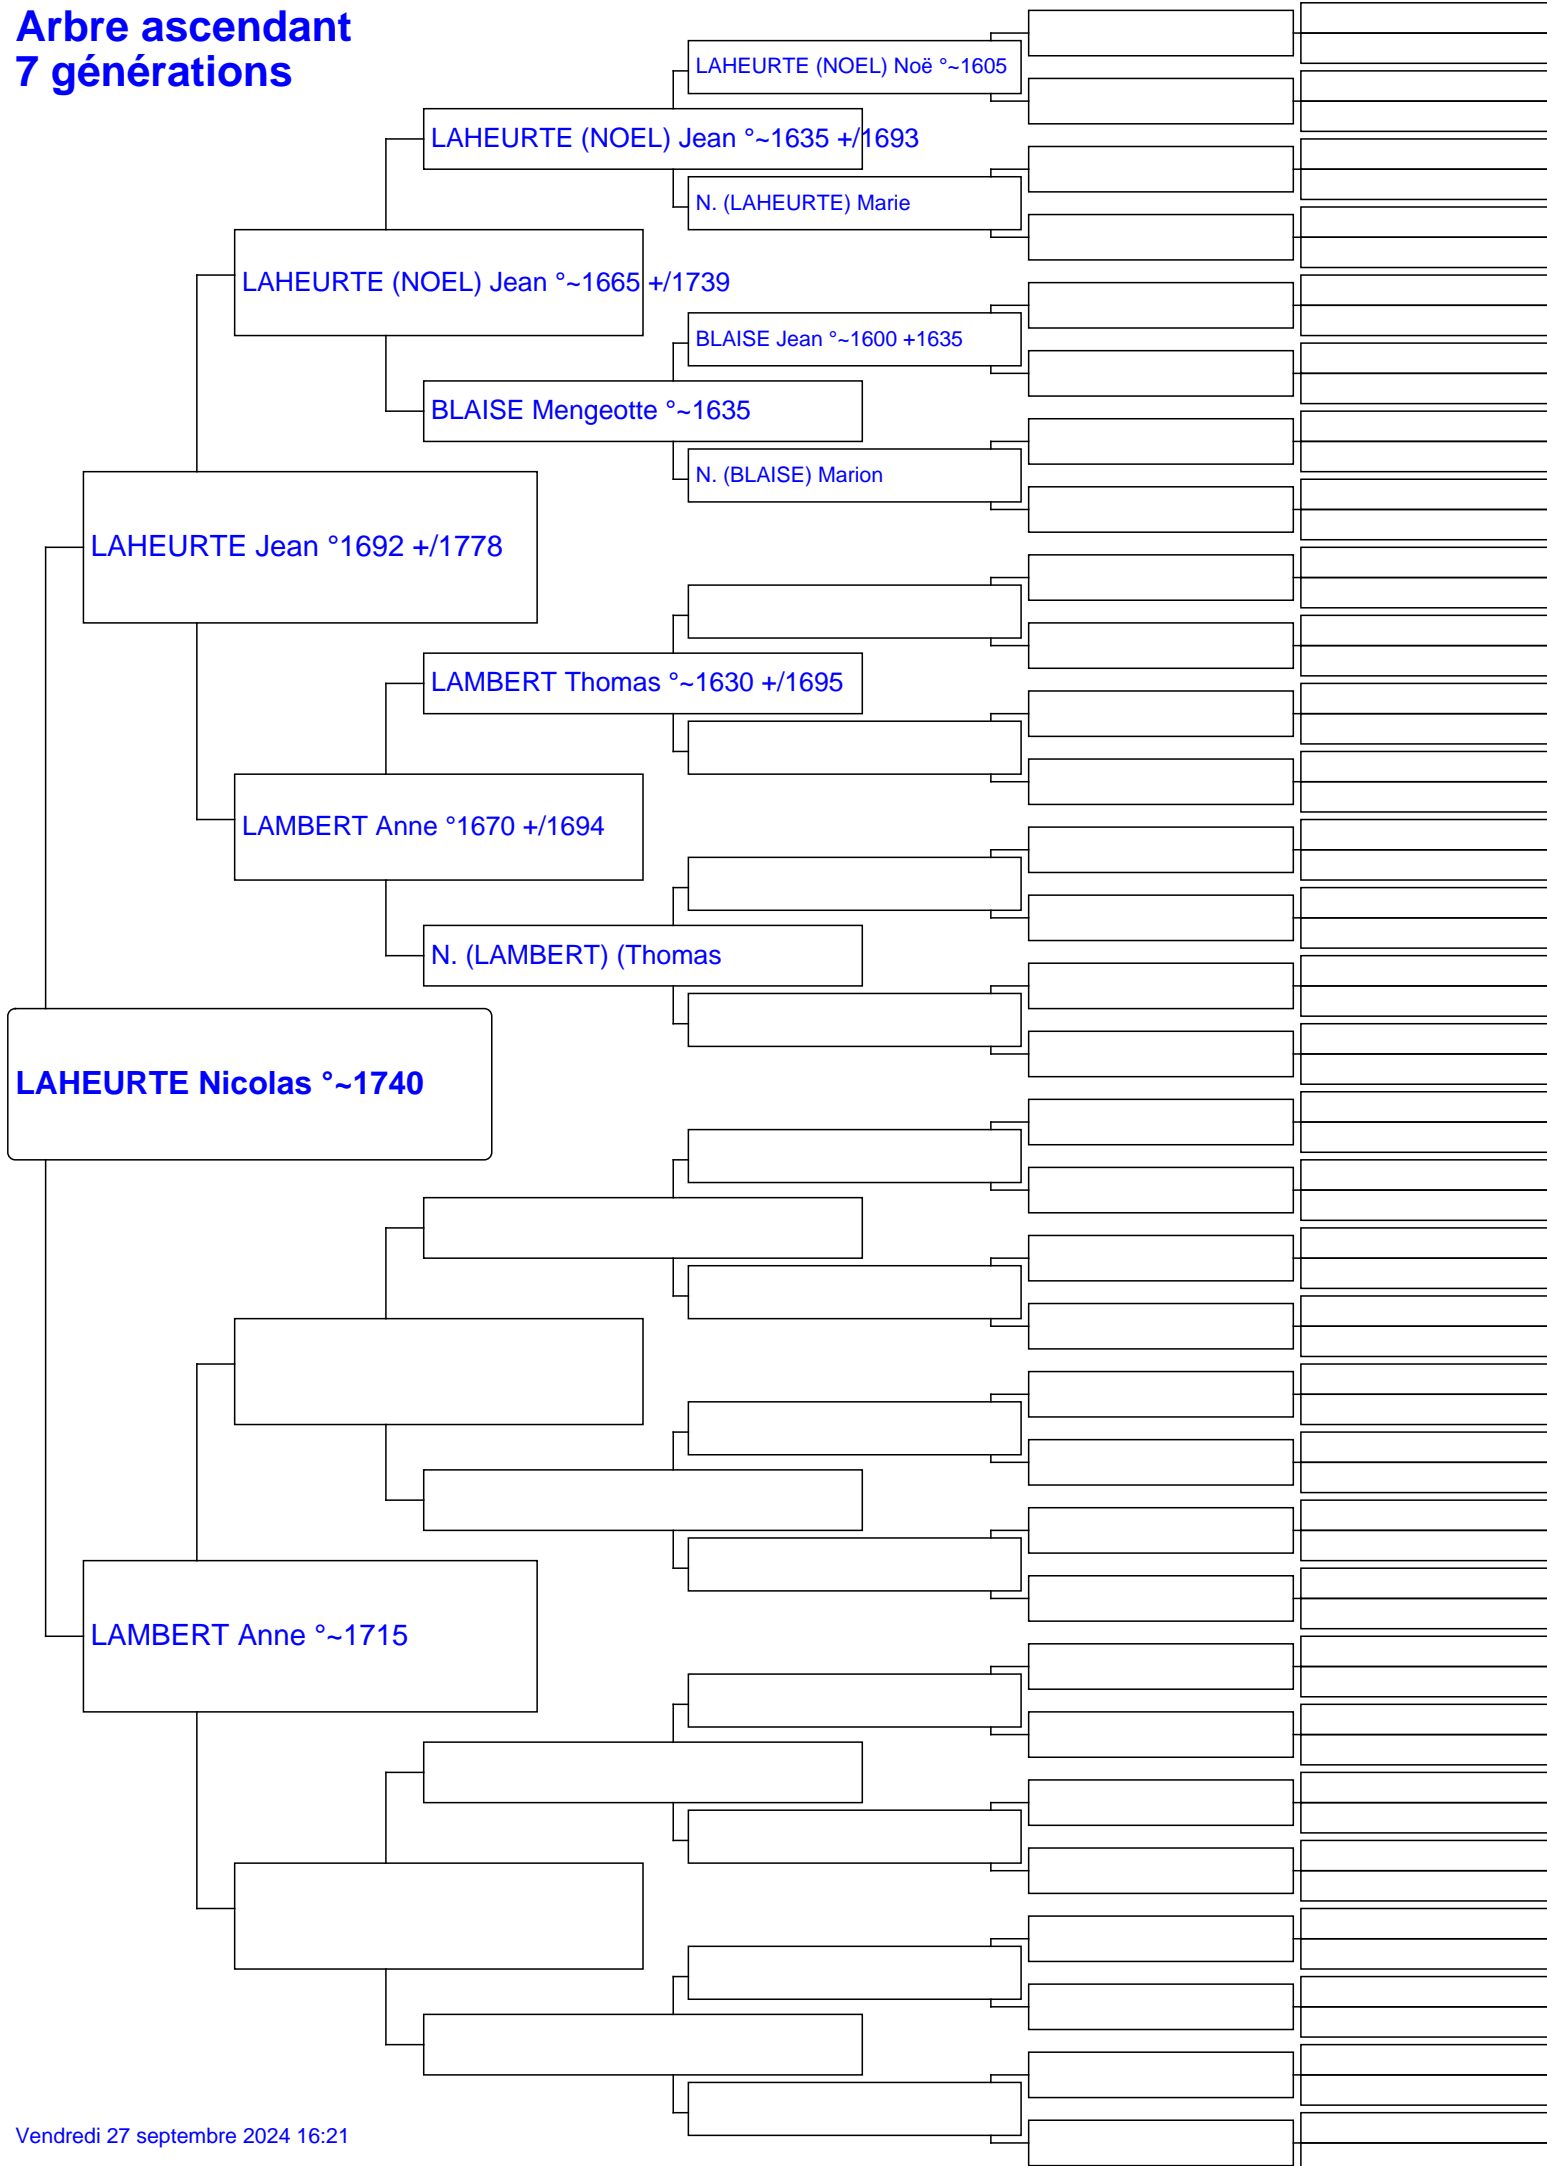 Arbre ascendant
7 générations
LAHEURTE (NOEL) Noë °~1605
LAHEURTE (NOEL) Jean °~1635 +/1693
N. (LAHEURTE) Marie
LAHEURTE (NOEL) Jean °~1665 +/1739
BLAISE Jean °~1600 +1635
BLAISE Mengeotte °~1635
N. (BLAISE) Marion
LAHEURTE Jean °1692 +/1778
LAMBERT Thomas °~1630 +/1695
LAMBERT Anne °1670 +/1694
N. (LAMBERT) (Thomas
LAHEURTE Nicolas °~1740
LAMBERT Anne °~1715
Vendredi 27 septembre 2024 16:21